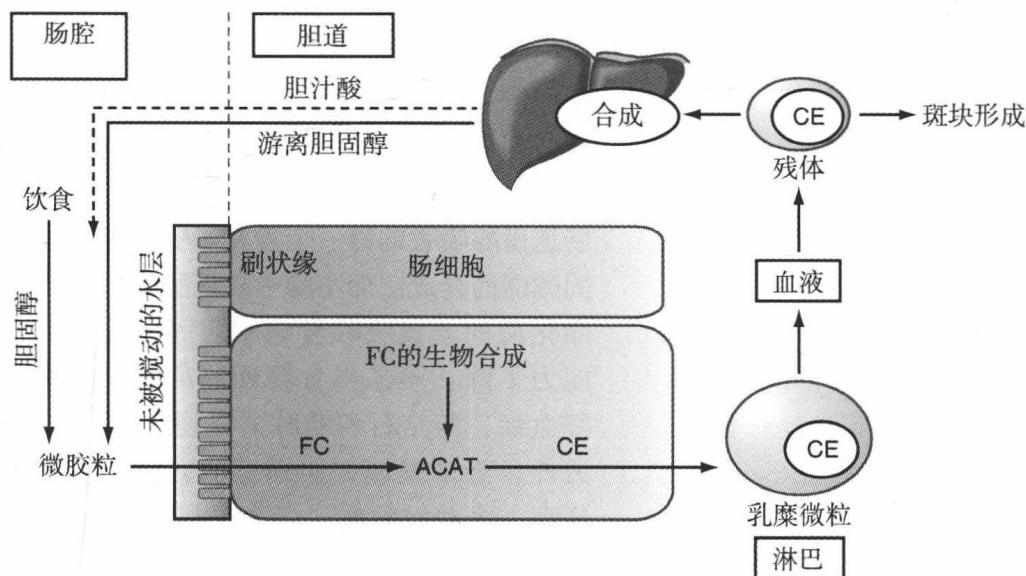 肠腔
胆道
胆汁酸
游离胆固醇
合成
CE
斑块形成
残体
饮食
胆固醇
未被搅动的水层
刷状缘
肠细胞
血液
FC的生物合成
微胶粒
FC
ACAT
CE
CE
乳糜微粒
淋巴